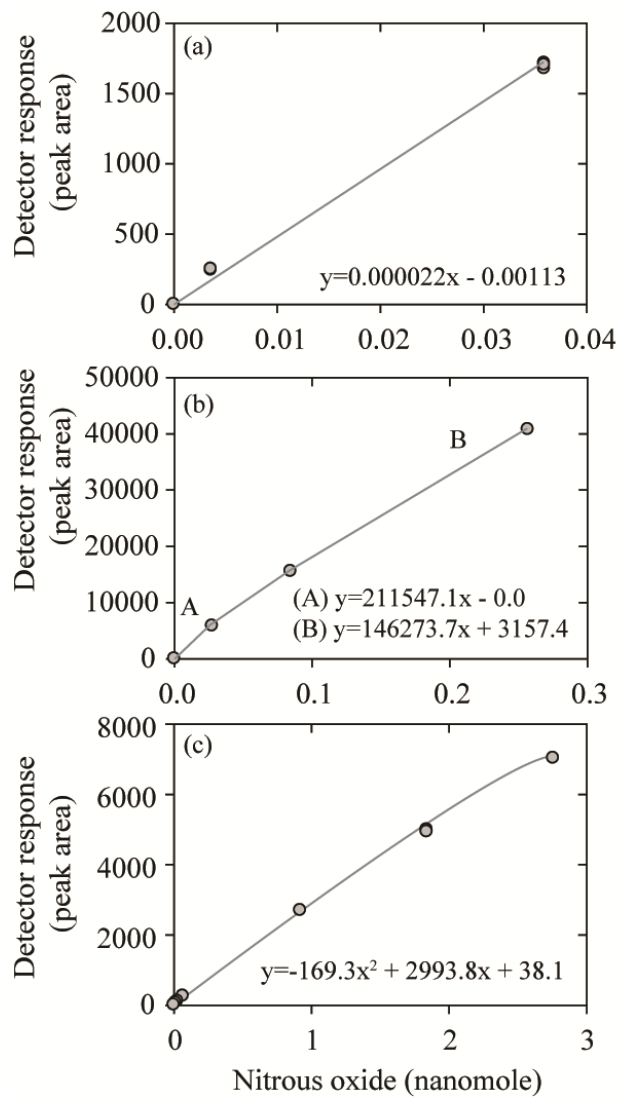 (a)
Detector response
(peak area)
2000
1500
1000
500
0
y=0.000022x - 0.00113
0.00 0.01 0.02 0.03 0.04
(b)
Detector response
(peak area)
50000
40000
30000
20000
10000
0
B
A
(A) y=211547.1x - 0.0
(B) y=146273.7x + 3157.4
0.0 0.1 0.2 0.3
(c)
Detector response
(peak area)
8000
6000
4000
2000
0
y=-169.3x² + 2993.8x + 38.1
0 1 2 3
Nitrous oxide (nanomole)